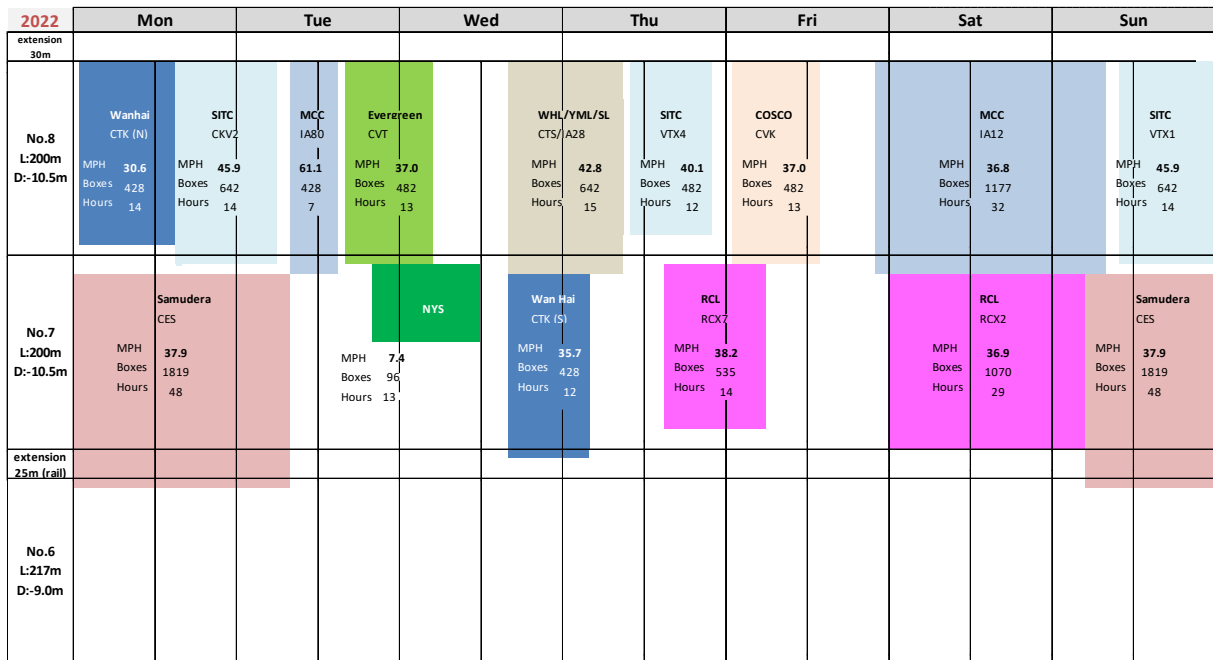 2022 Mon Tue Wed Thu Fri Sat Sun
extension
30m
No.8
L:200m
D:-10.5m
Wanhai
CTK (N)
MPH 30.6
Boxes 428
Hours 14
SITC
CKV2
MPH 45.9
Boxes 642
Hours 14
MCC
IA80
61.1
428
7
Evergreen
CVT
MPH 37.0
Boxes 482
Hours 13
WHL/YML/SL
CTS/IA28
42.8
642
15
SITC
VTX4
MPH 40.1
Boxes 482
Hours 12
COSCO
CVK
MPH 37.0
Boxes 482
Hours 13
MCC
IA12
MPH 36.8
Boxes 1177
Hours 32
SITC
VTX1
MPH 45.9
Boxes 642
Hours 14
No.7
L:200m
D:-10.5m
Samudera
CES
MPH 37.9
Boxes 1819
Hours 48
NYS
MPH 7.4
Boxes 96
Hours 13
Wan Hai
CTK (S)
MPH 35.7
Boxes 428
Hours 12
RCL
RCX7
MPH 38.2
Boxes 535
Hours 14
RCL
RCX2
MPH 36.9
Boxes 1070
Hours 29
Samudera
CES
MPH 37.9
Boxes 1819
Hours 48
extension
25m (rail)
No.6
L:217m
D:-9.0m